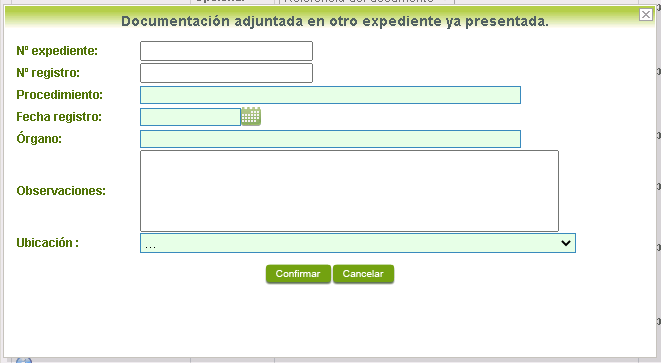 Documentación adjuntada en otro expediente ya presentada.
Nº expediente:
Nº registro:
Procedimiento:
Fecha registro:
Órgano:
Observaciones:
Ubicación :
...
Confirmar
Cancelar